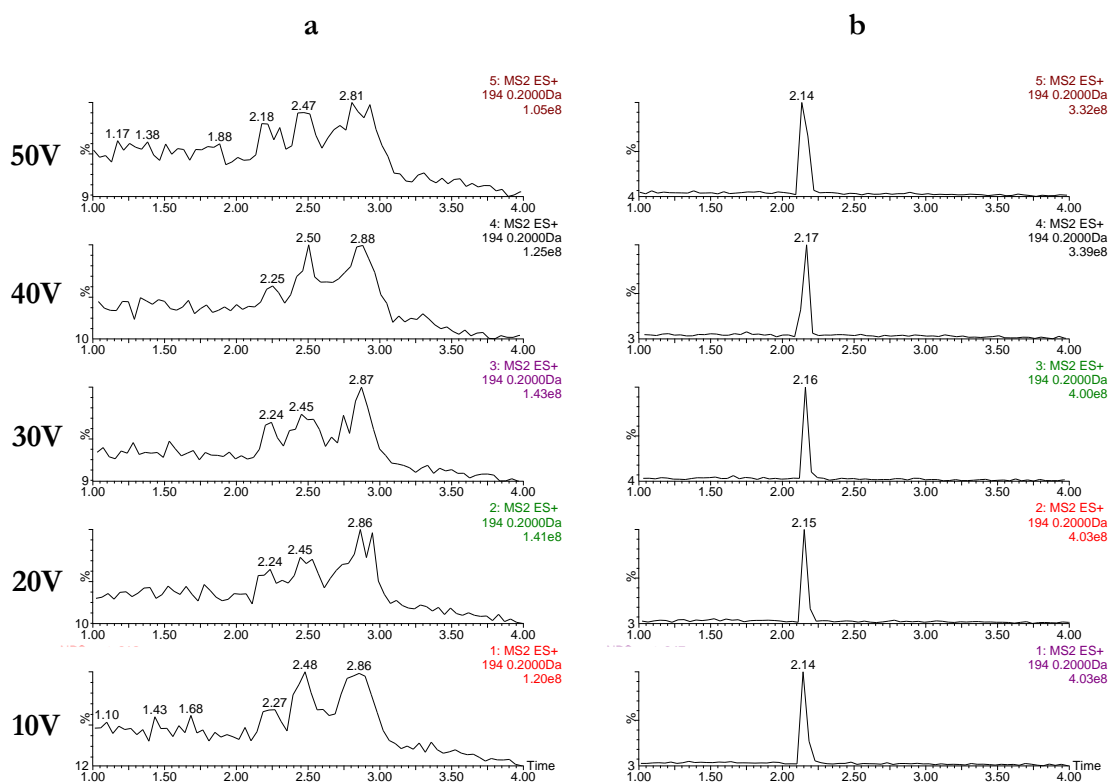 a
b
50V
5: MS2 ES+
194 0.2000Da
1.05e8
%
9
1.17
1.38
1.88
2.18
2.47
2.81
1.00 1.50 2.00 2.50 3.00 3.50 4.00
5: MS2 ES+
194 0.2000Da
3.32e8
%
4
2.14
1.00 1.50 2.00 2.50 3.00 3.50 4.00
40V
4: MS2 ES+
194 0.2000Da
1.25e8
%
10
2.25
2.50
2.88
1.00 1.50 2.00 2.50 3.00 3.50 4.00
4: MS2 ES+
194 0.2000Da
3.39e8
%
3
2.17
1.00 1.50 2.00 2.50 3.00 3.50 4.00
30V
3: MS2 ES+
194 0.2000Da
1.43e8
%
9
2.24
2.45
2.87
1.00 1.50 2.00 2.50 3.00 3.50 4.00
3: MS2 ES+
194 0.2000Da
4.00e8
%
4
2.16
1.00 1.50 2.00 2.50 3.00 3.50 4.00
20V
2: MS2 ES+
194 0.2000Da
1.41e8
%
10
2.24
2.45
2.86
1.00 1.50 2.00 2.50 3.00 3.50 4.00
2: MS2 ES+
194 0.2000Da
4.03e8
%
3
2.15
1.00 1.50 2.00 2.50 3.00 3.50 4.00
10V
1: MS2 ES+
194 0.2000Da
1.20e8
%
12
1.10
1.43
1.68
2.27
2.48
2.86
Time
1.00 1.50 2.00 2.50 3.00 3.50 4.00
1: MS2 ES+
194 0.2000Da
4.03e8
%
3
2.14
Time
1.00 1.50 2.00 2.50 3.00 3.50 4.00